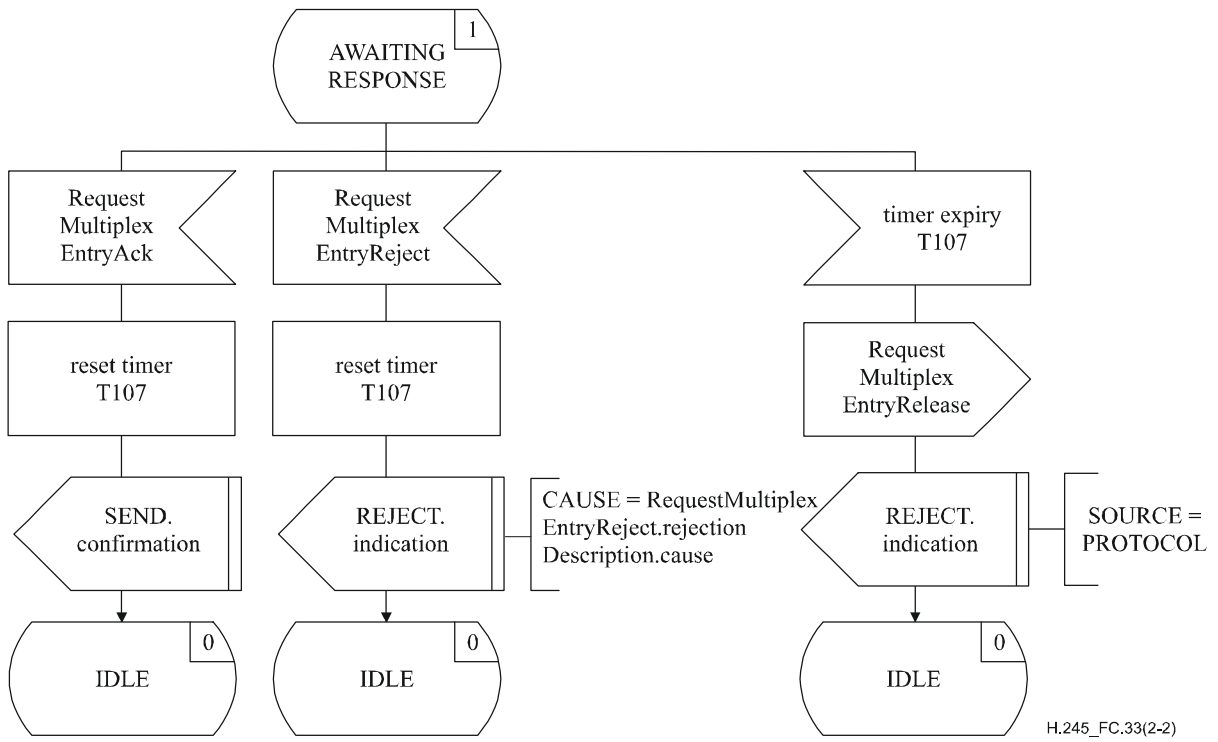 1
AWAITING
RESPONSE
Request
Multiplex
EntryAck
Request
Multiplex
EntryReject
timer expiry
T107
reset timer
T107
reset timer
T107
Request
Multiplex
EntryRelease
SEND.
confirmation
REJECT.
indication
CAUSE = RequestMultiplex
EntryReject.rejection
Description.cause
REJECT.
indication
SOURCE =
PROTOCOL
0
IDLE
0
IDLE
0
IDLE
H.245_FC.33(2-2)